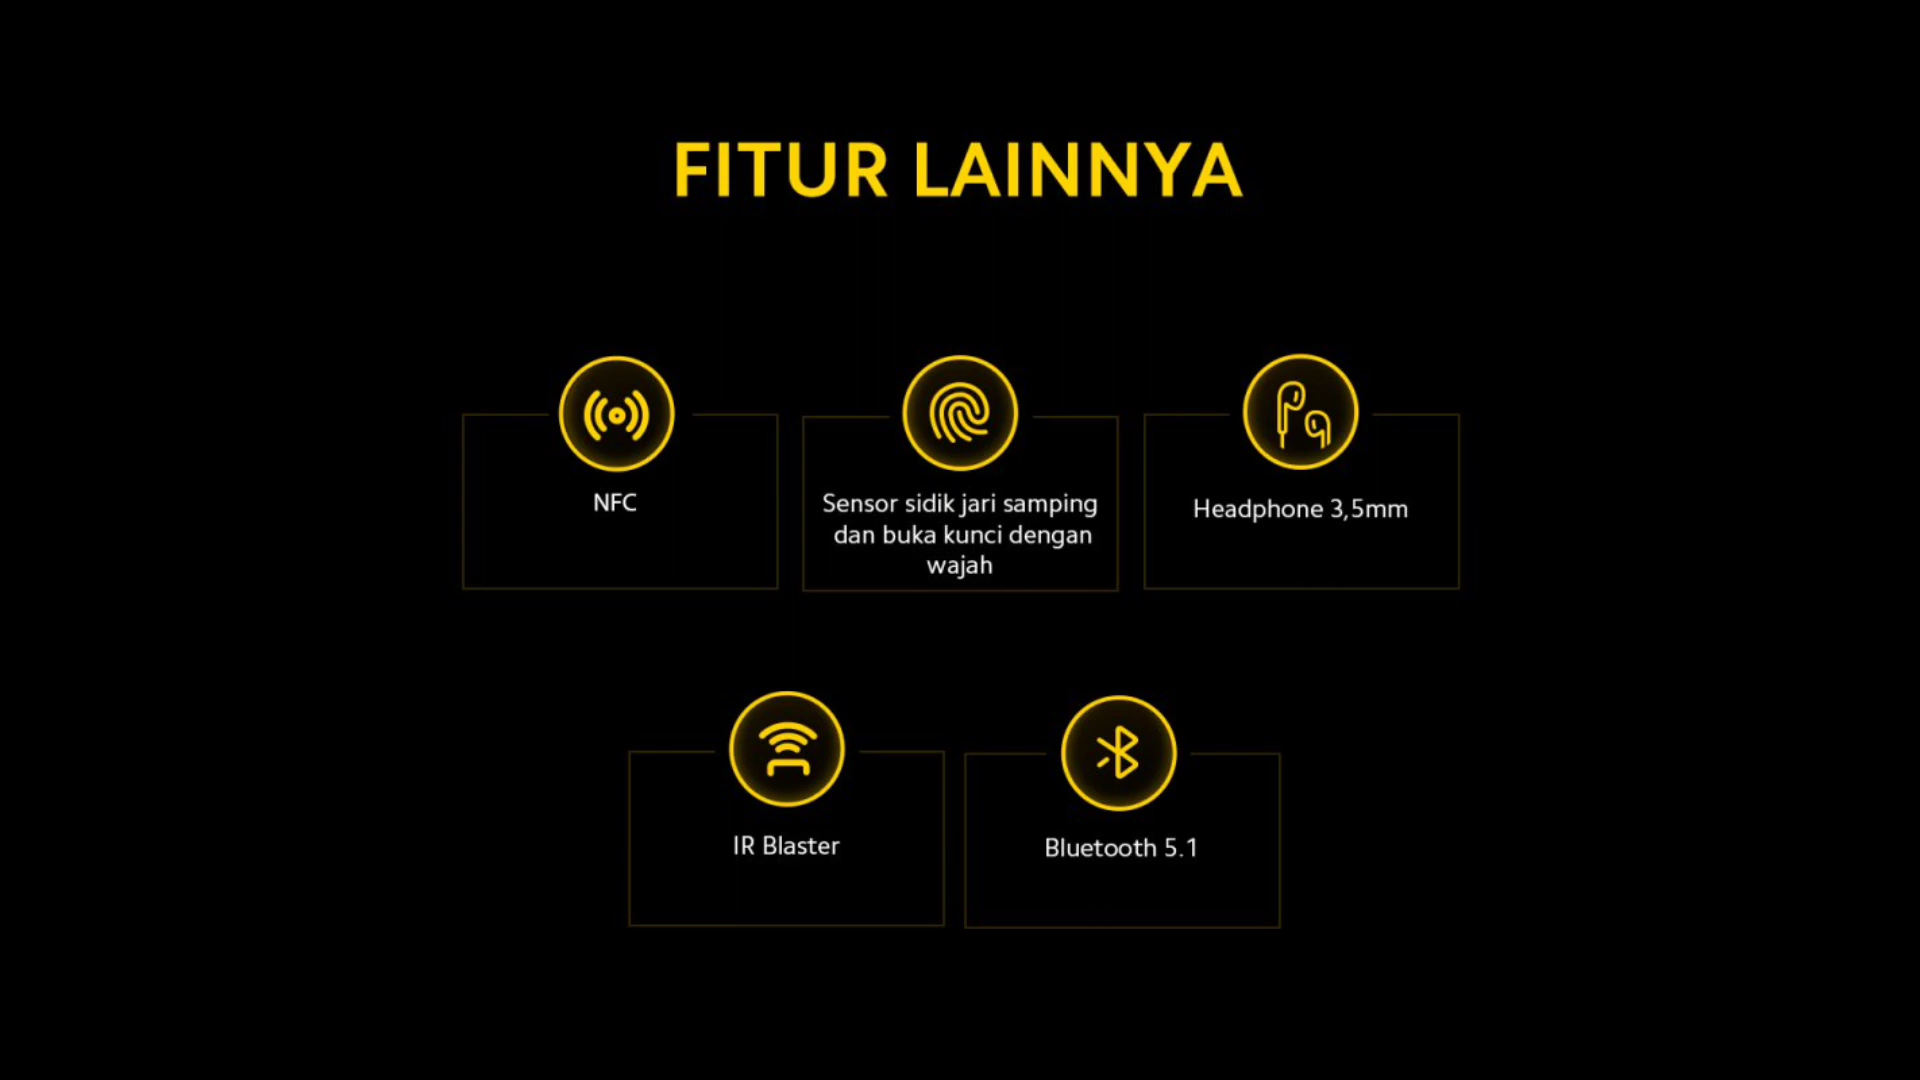 FITUR LAINNYA
NFC
Sensor sidik jari samping
dan buka kunci dengan
wajah
Headphone 3,5mm
IR Blaster
Bluetooth 5.1